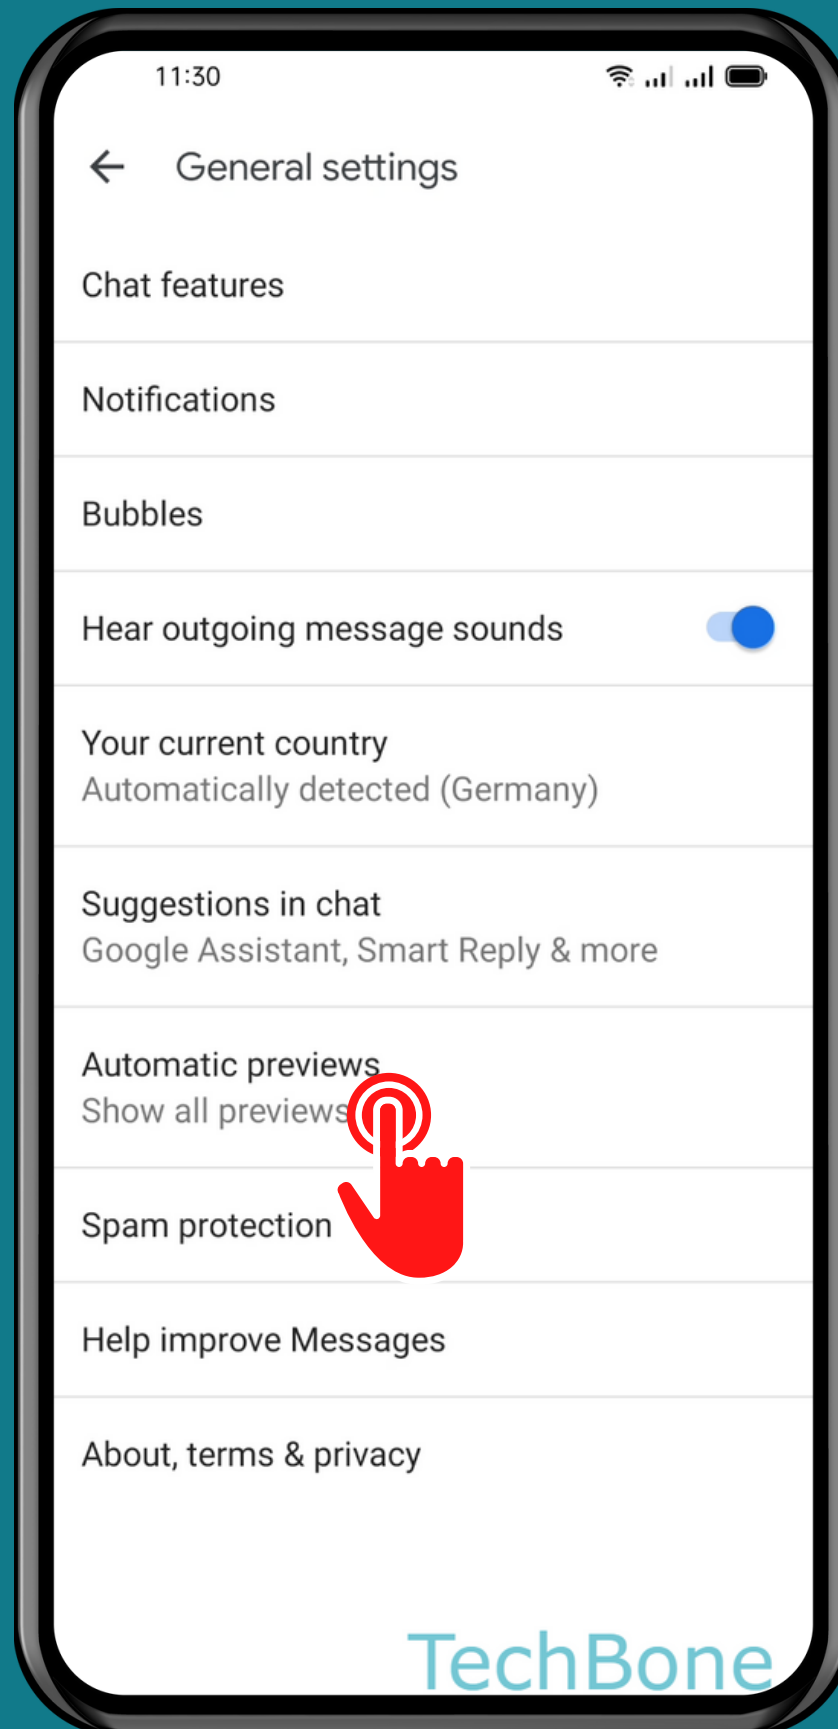 11:30
General settings
Chat features
Notifications
Bubbles
Hear outgoing message sounds
Your current country
Automatically detected (Germany)
Suggestions in chat
Google Assistant, Smart Reply & more
Automatic previews
Show all previews
Spam protection
Help improve Messages
About, terms & privacy
TechBone